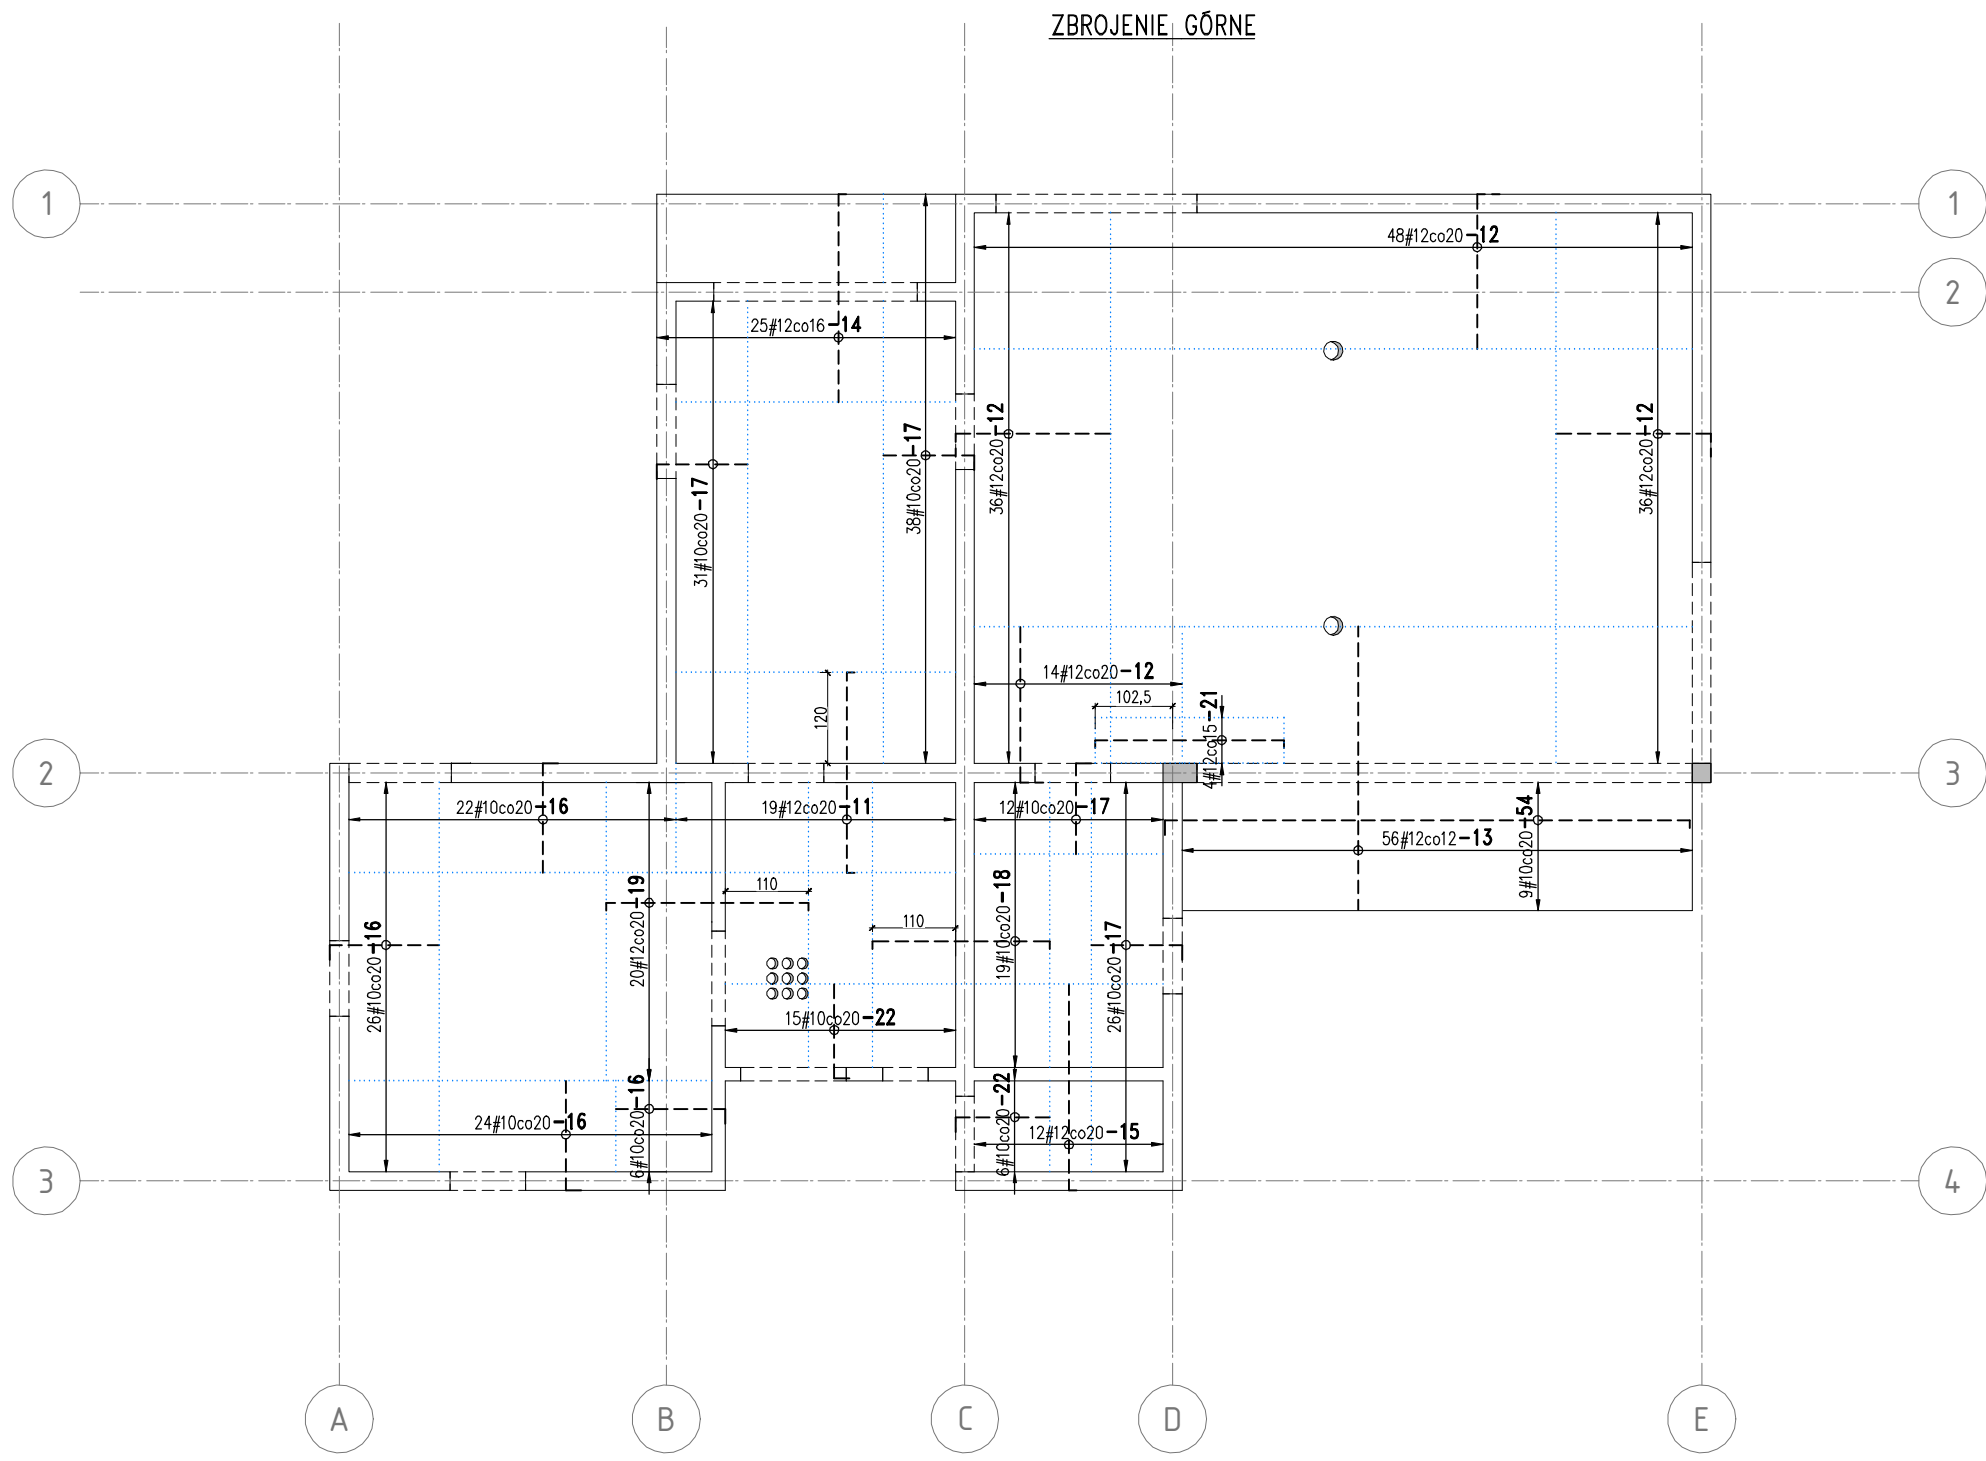 ZBROJENIE GÓRNE
1
1
48#12co20-12
2
25#12co16-14
36#12co20-12
36#12co20-12
38#10co20-17
31#10co20-17
14#12co20-12
102,5
4#12co15-21
120
2
3
22#10co20-16
19#12co20-11
12#10co20-17
9#10co20-54
56#12co12-13
110
20#12co20-19
19#10co20-18
110
26#10co20-16
26#10co20-17
15#10co20-22
24#10co20-16
6#10co20-16
6#10co20-22
12#12co20-15
3
4
A
B
C
D
E